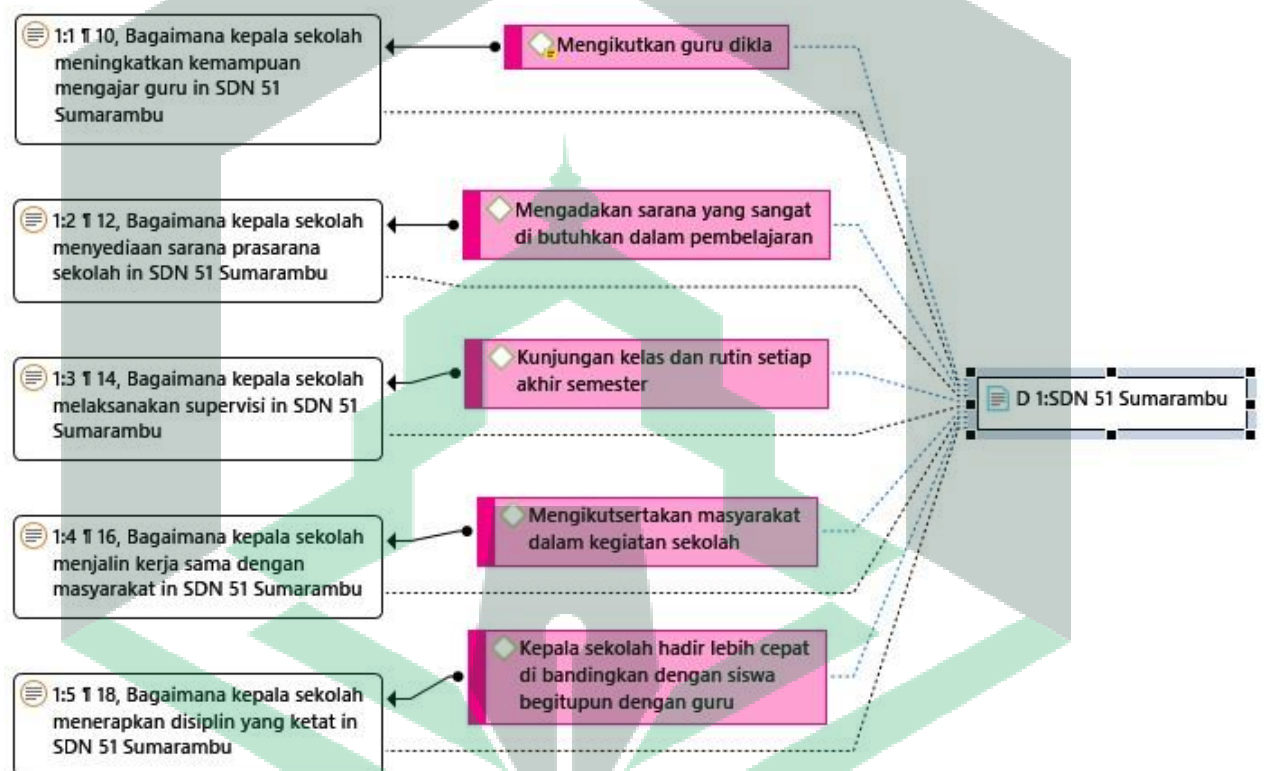 1:1 ¶ 10, Bagaimana kepala sekolah
meningkatkan kemampuan
mengajar guru in SDN 51
Sumarambu
Mengikutkan guru dikla
1:2 ¶ 12, Bagaimana kepala sekolah
menyediaan sarana prasarana
sekolah in SDN 51 Sumarambu
Mengadakan sarana yang sangat
di butuhkan dalam pembelajaran
1:3 ¶ 14, Bagaimana kepala sekolah
melaksanakan supervisi in SDN 51
Sumarambu
Kunjungan kelas dan rutin setiap
akhir semester
D 1:SDN 51 Sumarambu
1:4 ¶ 16, Bagaimana kepala sekolah
menjalin kerja sama dengan
masyarakat in SDN 51 Sumarambu
Mengikutsertakan masyarakat
dalam kegiatan sekolah
1:5 ¶ 18, Bagaimana kepala sekolah
menerapkan disiplin yang ketat in
SDN 51 Sumarambu
Kepala sekolah hadir lebih cepat
di bandingkan dengan siswa
begitupun dengan guru